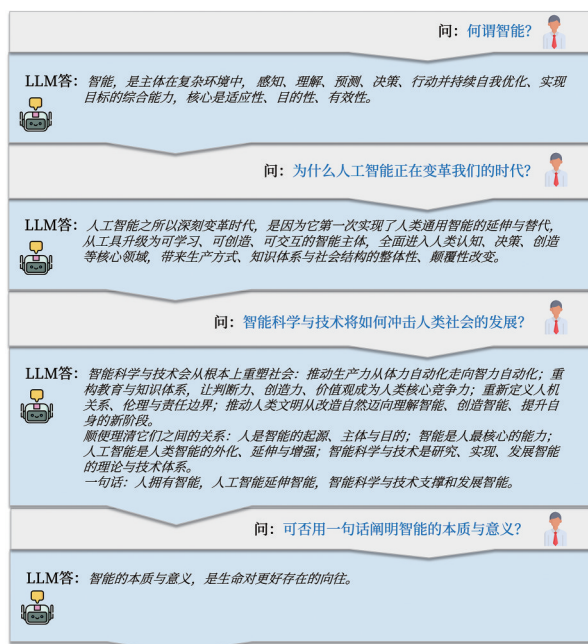 问：何谓智能？
LLM答：智能，是主体在复杂环境中，感知、理解、预测、决策、行动并持续自我优化、实现
目标的综合能力，核心是适应性、目的性、有效性。
问：为什么人工智能正在变革我们的时代？
LLM答：人工智能之所以深刻变革时代，是因为它第一次实现了人类通用智能的延伸与替代，
从工具升级为可学习、可创造、可交互的智能主体，全面进入人类认知、决策、创造
等核心领域，带来生产方式、知识体系与社会结构的整体性、颠覆性改变。
问：智能科学与技术将如何冲击人类社会的发展？
LLM答：智能科学与技术会从根本上重塑社会：推动生产力从体力自动化走向智力自动化；重
构教育与知识体系，让判断力、创造力、价值观成为人类核心竞争力；重新定义人机
关系、伦理与责任边界；推动人类文明从改造自然迈向理解智能、创造智能、提升自
身的新阶段。
顺便理清它们之间的关系：人是智能的起源、主体与目的；智能是人最核心的能力；
人工智能是人类智能的外化、延伸与增强；智能科学与技术是研究、实现、发展智能
的理论与技术体系。
一句话：人拥有智能，人工智能延伸智能，智能科学与技术支撑和发展智能。
问：可否用一句话阐明智能的本质与意义？
LLM答：智能的本质与意义，是生命对更好存在的向往。